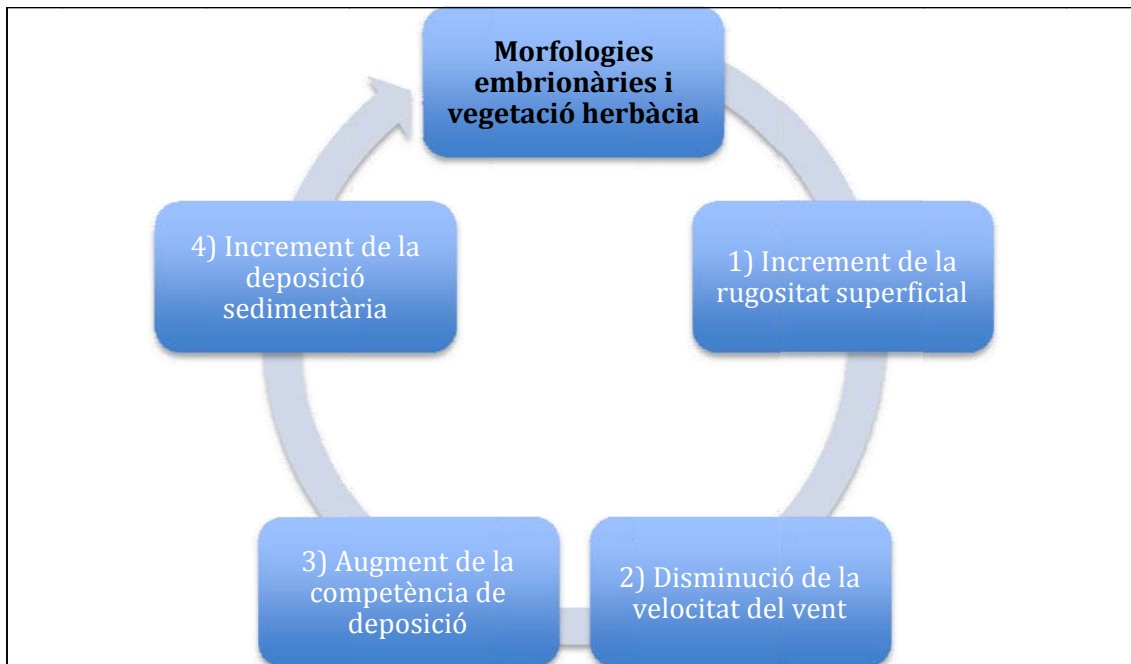 Morfologies
embrionàries i
vegetació herbàcia
1) Increment de la
rugositat superficial
2) Disminució de la
velocitat del vent
3) Augment de la
competència de
deposició
4) Increment de la
deposició
sedimentària